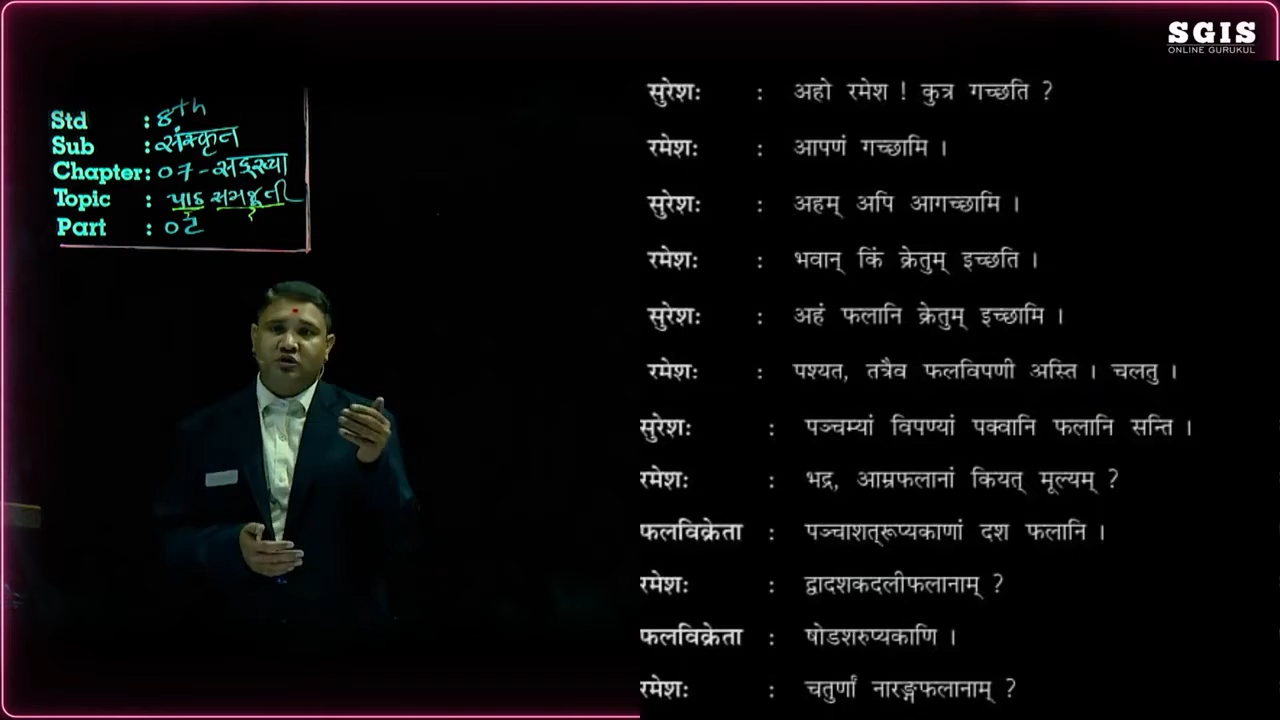 SGIS
ONLINE GURUKUL
Std : 8th
Sub : संस्कृत
Chapter : 07 - सङ्ख्या
Topic : પાઠ સમજૂતી
Part : 02
सुरेशः : अहो रमेश ! कुत्र गच्छति ?
रमेशः : आपणं गच्छामि ।
सुरेशः : अहम् अपि आगच्छामि ।
रमेशः : भवान् किं क्रेतुम् इच्छति ।
सुरेशः : अहं फलानि क्रेतुम् इच्छामि ।
रमेशः : पश्यत, तत्रैव फलविपणी अस्ति । चलतु ।
सुरेशः : पञ्चम्यां विपण्यां पक्वानि फलानि सन्ति ।
रमेशः : भद्र, आम्रफलानां कियत् मूल्यम् ?
फलविक्रेता : पञ्चाशत्‌रूप्यकाणां दश फलानि ।
रमेशः : द्वादशकदलीफलानाम् ?
फलविक्रेता : षोडशरुप्यकाणि ।
रमेशः : चतुर्णां नारङ्गफलानाम् ?